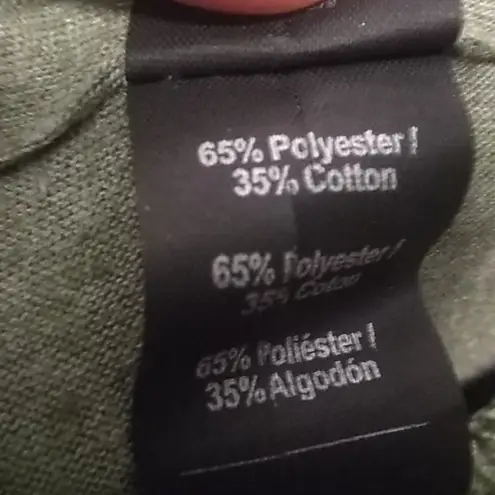 65% Polyester/
35% Cotton
65% Polyester/
35% Coton
65% Poliéster/
35% Algodón